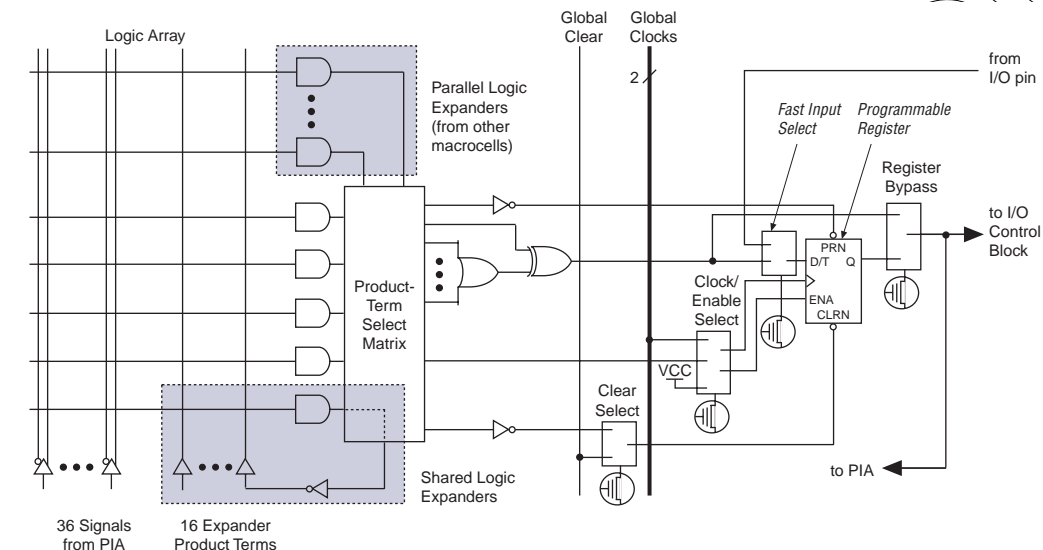 Logic Array
Parallel Logic
Expanders
(from other
macrocells)
Global
Clear
Global
Clocks
2
from
I/O pin
Fast Input
Select
Programmable
Register
Register
Bypass
to I/O
Control
Block
PRN
D/T Q
ENA
CLRN
Clock/
Enable
Select
VCC
Product-
Term
Select
Matrix
Clear
Select
Shared Logic
Expanders
to PIA
36 Signals
from PIA
16 Expander
Product Terms